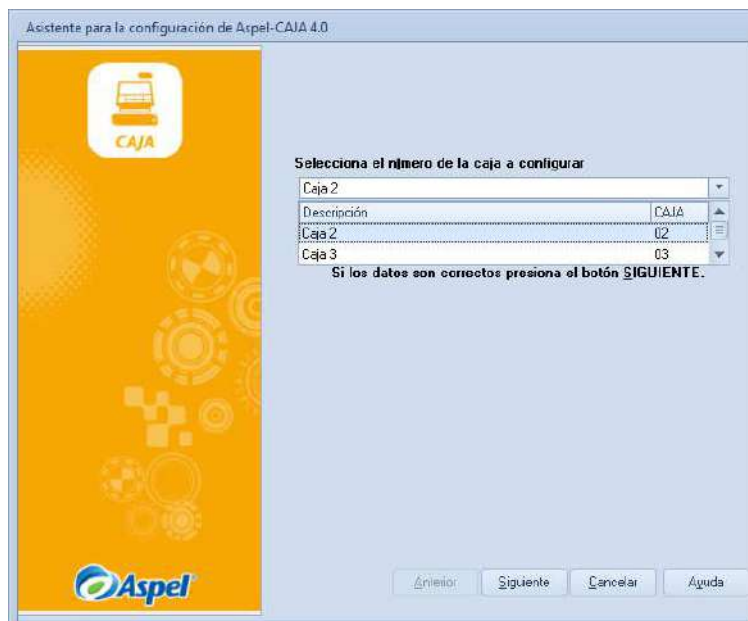 Asistente para la configuración de Aspel-CAJA 4.0
CAJA
Selecciona el número de la caja a configurar
Caja 2
Descripción CAJA
Caja 2 02
Caja 3 03
Si los datos son correctos presiona el botón SIGUIENTE.
Aspel
Anterior Siguiente Cancelar Ayuda